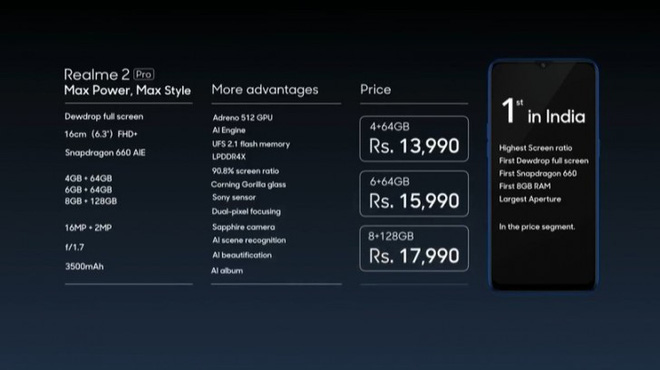 Realme 2 Pro
Max Power, Max Style
Dewdrop full screen
16cm (6.3") FHD+
Snapdragon 660 AIE
4GB + 64GB
6GB + 64GB
8GB + 128GB
16MP + 2MP
f/1.7
3500mAh
More advantages
Adreno 512 GPU
AI Engine
UFS 2.1 flash memory
LPDDR4X
90.8% screen ratio
Corning Gorilla glass
Sony sensor
Dual-pixel focusing
Sapphire camera
AI scene recognition
AI beautification
AI album
Price
4+64GB
Rs. 13,990
6+64GB
Rs. 15,990
8+128GB
Rs. 17,990
1st in India
Highest Screen ratio
First Dewdrop full screen
First Snapdragon 660
First 8GB RAM
Largest Aperture
In the price segment.